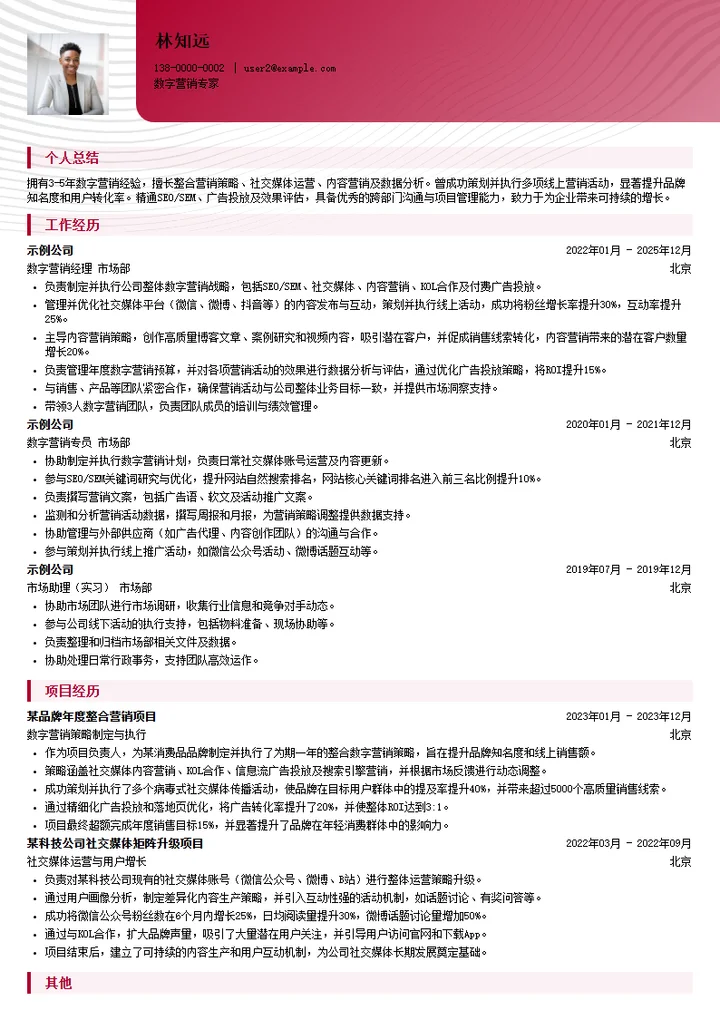 林知远
138-0000-0002 | user2@example.com
数字营销专家
个人总结
拥有3-5年数字营销经验，擅长整合营销策略、社交媒体运营、内容营销及数据分析。曾成功策划并执行多项线上营销活动，显著提升品牌
知名度和用户转化率。精通SEO/SEM、广告投放及效果评估，具备优秀的跨部门沟通与项目管理能力，致力于为企业带来可持续的增长。
工作经历
示例公司 2022年01月 - 2025年12月
数字营销经理 市场部 北京
• 负责制定并执行公司整体数字营销战略，包括SEO/SEM、社交媒体、内容营销、KOL合作及付费广告投放。
• 管理并优化社交媒体平台（微信、微博、抖音等）的内容发布与互动，策划并执行线上活动，成功将粉丝增长率提升30%，互动率提升
25%。
• 主导内容营销策略，创作高质量博客文章、案例研究和视频内容，吸引潜在客户，并促成销售线索转化，内容营销带来的潜在客户数量
增长20%。
• 负责管理年度数字营销预算，并对各项营销活动的效果进行数据分析与评估，通过优化广告投放策略，将ROI提升15%。
• 与销售、产品等团队紧密合作，确保营销活动与公司整体业务目标一致，并提供市场洞察支持。
• 带领3人数字营销团队，负责团队成员的培训与绩效管理。
示例公司 2020年01月 - 2021年12月
数字营销专员 市场部 北京
• 协助制定并执行数字营销计划，负责日常社交媒体账号运营及内容更新。
• 参与SEO/SEM关键词研究与优化，提升网站自然搜索排名，网站核心关键词排名进入前三名比例提升10%。
• 负责撰写营销文案，包括广告语、软文及活动推广文案。
• 监测和分析营销活动数据，撰写周报和月报，为营销策略调整提供数据支持。
• 协助管理与外部供应商（如广告代理、内容创作团队）的沟通与合作。
• 参与策划并执行线上推广活动，如微信公众号活动、微博话题互动等。
示例公司 2019年07月 - 2019年12月
市场助理（实习） 市场部 北京
• 协助市场团队进行市场调研，收集行业信息和竞争对手动态。
• 参与公司线下活动的执行支持，包括物料准备、现场协助等。
• 负责整理和归档市场部相关文件及数据。
• 协助处理日常行政事务，支持团队高效运作。
项目经历
某品牌年度整合营销项目 2023年01月 - 2023年12月
数字营销策略制定与执行 北京
• 作为项目负责人，为某消费品品牌制定并执行了为期一年的整合数字营销策略，旨在提升品牌知名度和线上销售额。
• 策略涵盖社交媒体内容营销、KOL合作、信息流广告投放及搜索引擎营销，并根据市场反馈进行动态调整。
• 成功策划并执行了多个病毒式社交媒体传播活动，使品牌在目标用户群体中的提及率提升40%，并带来超过5000个高质量销售线索。
• 通过精细化广告投放和落地页优化，将广告转化率提升了20%，并使整体ROI达到3:1。
• 项目最终超额完成年度销售目标15%，并显著提升了品牌在年轻消费群体中的影响力。
某科技公司社交媒体矩阵升级项目 2022年03月 - 2022年09月
社交媒体运营与用户增长 北京
• 负责对某科技公司现有的社交媒体账号（微信公众号、微博、B站）进行整体运营策略升级。
• 通过用户画像分析，制定差异化内容生产策略，并引入互动性强的活动机制，如话题讨论、有奖问答等。
• 成功将微信公众号粉丝数在6个月内增长25%，日均阅读量提升30%，微博话题讨论量增加50%。
• 通过与KOL合作，扩大品牌声量，吸引了大量潜在用户关注，并引导用户访问官网和下载App。
• 项目结束后，建立了可持续的内容生产和用户互动机制，为公司社交媒体长期发展奠定基础。
其他